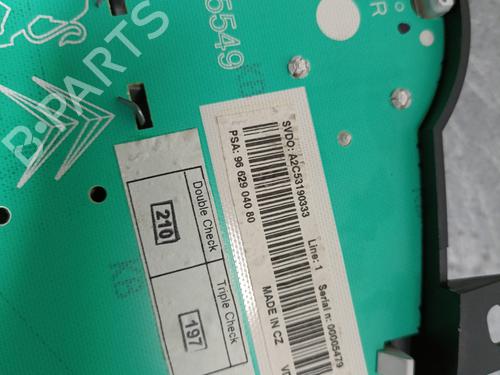 B-PARTS
5549
R
SVDO: A2C53190333
PSA: 96 629 040 80
Line: 1 Serial n: 00005479
MADE IN CZ
Double Check
210
Triple Check
197